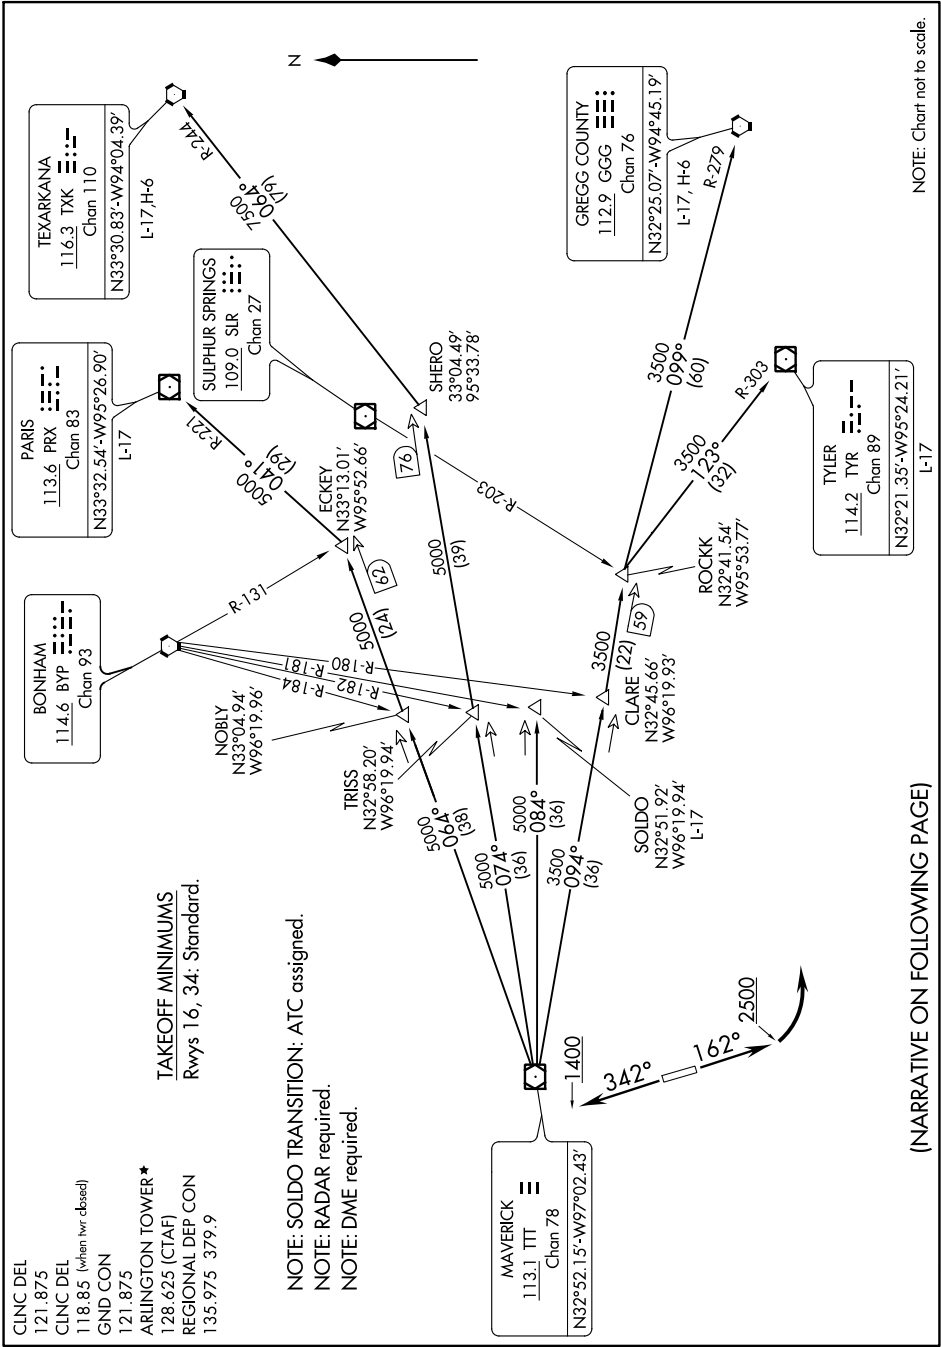 CLNC DEL
121.875
CLNC DEL
118.85 (when twr closed)
GND CON
121.875
ARLINGTON TOWER★
128.625 (CTAF)
REGIONAL DEP CON
135.975 379.9
TAKEOFF MINIMUMS
Rwys 16, 34: Standard.
NOTE: SOLDO TRANSITION: ATC assigned.
NOTE: RADAR required.
NOTE: DME required.
BONHAM
114.6 BYP
Chan 93
PARIS
113.6 PRX
Chan 83
N33°32.54'-W95°26.90'
L-17
TEXARKANA
116.3 TXK
Chan 110
N33°30.83'-W94°04.39'
L-17,H-6
SULPHUR SPRINGS
109.0 SLR
Chan 27
N
R-131
R-184
R-182
R-181
R-180
R-221
5000
041°
(29)
R-244
7500
064°
(79)
NOBLY
N33°04.94'
W96°19.96'
ECKEY
N33°13.01'
W95°52.66'
5000
(24)
62
SHERO
33°04.49'
95°33.78'
5000
(39)
76
R-203
TRISS
N32°58.20'
W96°19.94'
5000
064°
(38)
5000
074°
(36)
5000
084°
(36)
3500
094°
(36)
SOLDO
N32°51.92'
W96°19.94'
L-17
CLARE
N32°45.66'
W96°19.93'
3500
(22)
59
ROCKK
N32°41.54'
W95°53.77'
3500
099°
(60)
R-279
3500
123°
(32)
R-303
GREGG COUNTY
112.9 GGG
Chan 76
N32°25.07'-W94°45.19'
L-17, H-6
TYLER
114.2 TYR
Chan 89
N32°21.35'-W95°24.21'
L-17
MAVERICK
113.1 TTT
Chan 78
N32°52.15'-W97°02.43'
1400
342°
162°
2500
NOTE: Chart not to scale.
(NARRATIVE ON FOLLOWING PAGE)